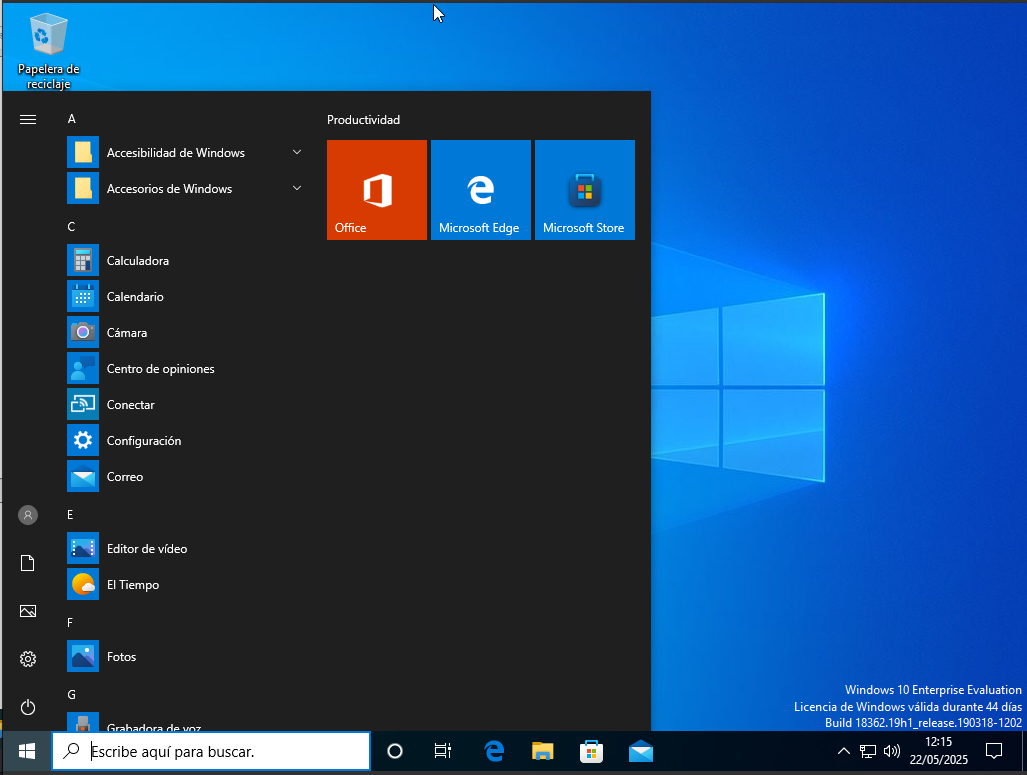 Papelera de
reciclaje
A
Accesibilidad de Windows
Accesorios de Windows
C
Calculadora
Calendario
Cámara
Centro de opiniones
Conectar
Configuración
Correo
E
Editor de vídeo
El Tiempo
F
Fotos
G
Grabadora de voz
Productividad
Office
Microsoft Edge
Microsoft Store
Windows 10 Enterprise Evaluation
Licencia de Windows válida durante 44 días
Build 18362.19h1_release.190318-1202
Escribe aquí para buscar.
12:15
22/05/2025